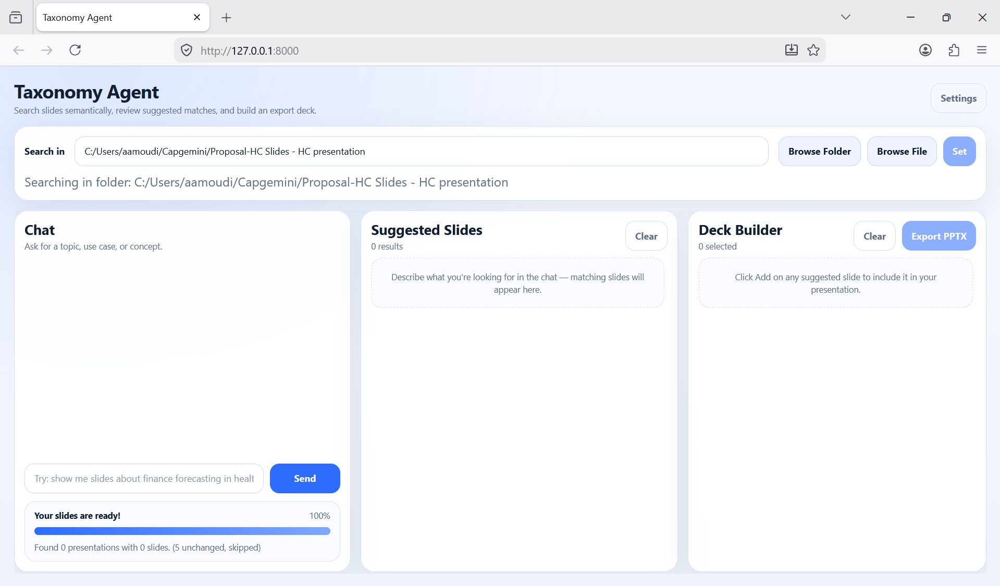 Taxonomy Agent
http://127.0.0.1:8000
Taxonomy Agent
Search slides semantically, review suggested matches, and build an export deck.
Settings
Search in
C:/Users/aamoudi/Capgemini/Proposal-HC Slides - HC presentation
Browse Folder
Browse File
Set
Searching in folder: C:/Users/aamoudi/Capgemini/Proposal-HC Slides - HC presentation
Chat
Ask for a topic, use case, or concept.
Try: show me slides about finance forecasting in healt
Send
Your slides are ready!
100%
Found 0 presentations with 0 slides. (5 unchanged, skipped)
Suggested Slides
0 results
Clear
Describe what you're looking for in the chat — matching slides will
appear here.
Deck Builder
0 selected
Clear
Export PPTX
Click Add on any suggested slide to include it in your
presentation.